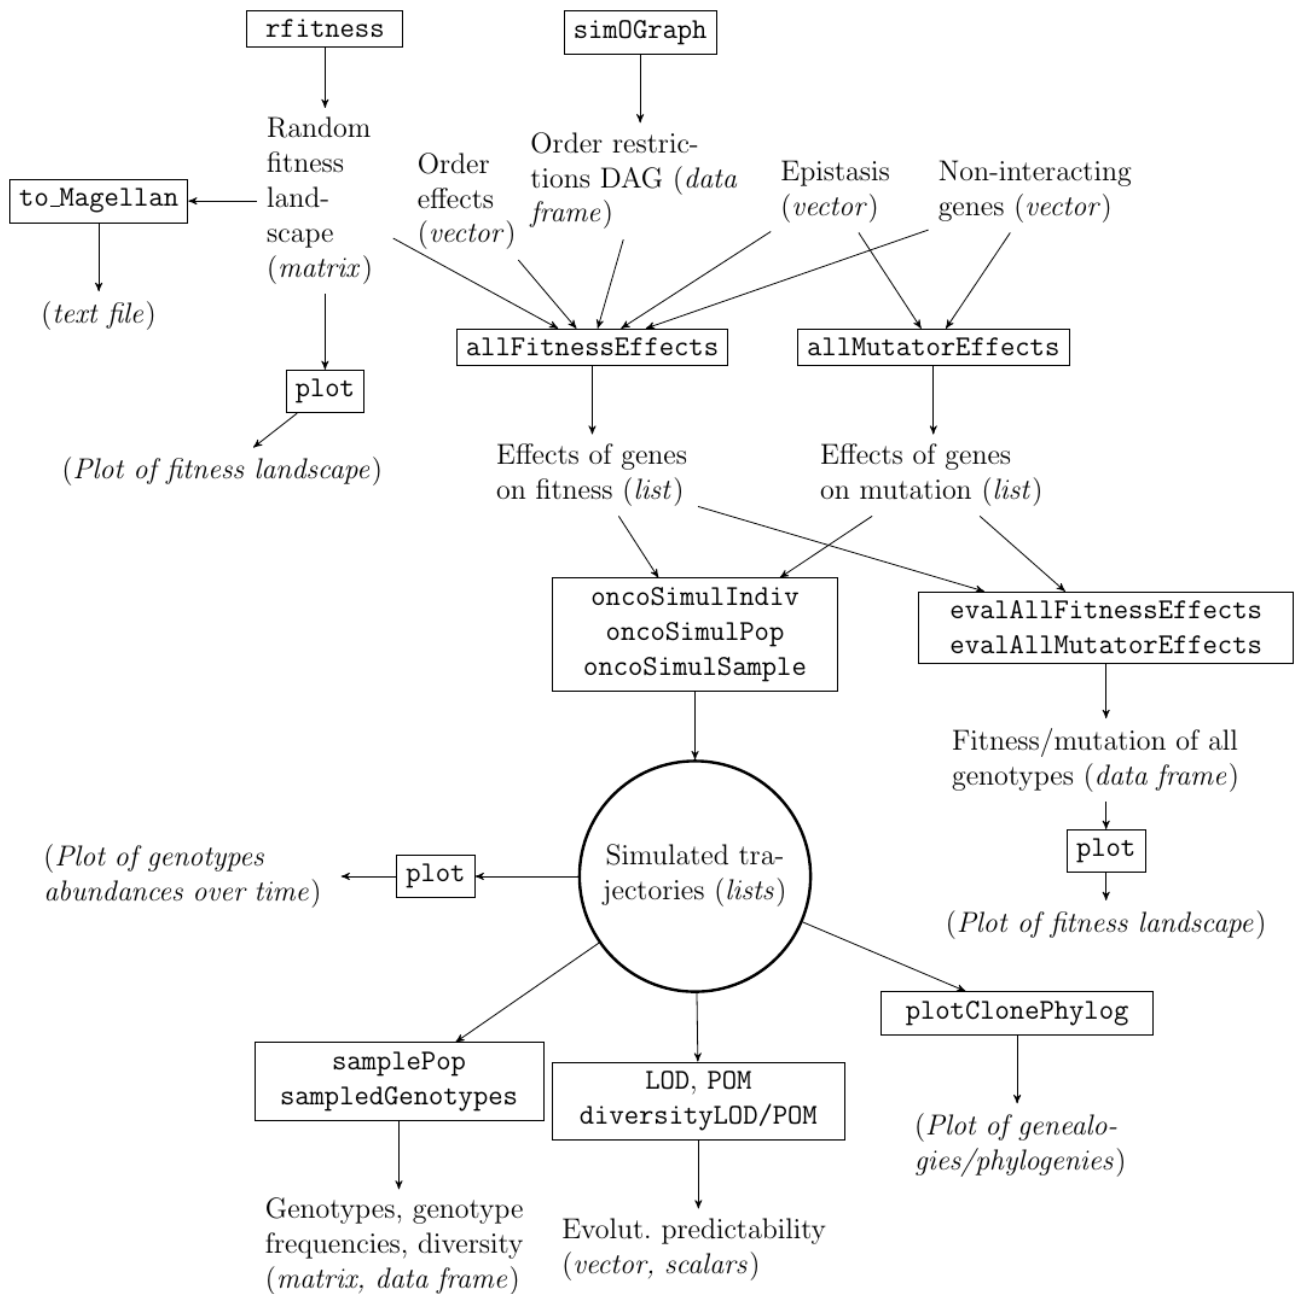 rfitness
simOGraph
Random
fitness
land-
scape
(matrix)
Order
effects
(vector)
Order restric-
tions DAG (data
frame)
Epistasis
(vector)
Non-interacting
genes (vector)
to_Magellan
(text file)
allFitnessEffects
allMutatorEffects
plot
(Plot of fitness landscape)
Effects of genes
on fitness (list)
Effects of genes
on mutation (list)
oncoSimulIndiv
oncoSimulPop
oncoSimulSample
evalAllFitnessEffects
evalAllMutatorEffects
Fitness/mutation of all
genotypes (data frame)
plot
(Plot of fitness landscape)
Simulated tra-
jectories (lists)
plot
(Plot of genotypes
abundances over time)
plotClonePhylog
(Plot of genealo-
gies/phylogenies)
samplePop
sampledGenotypes
LOD, POM
diversityLOD/POM
Genotypes, genotype
frequencies, diversity
(matrix, data frame)
Evolut. predictability
(vector, scalars)